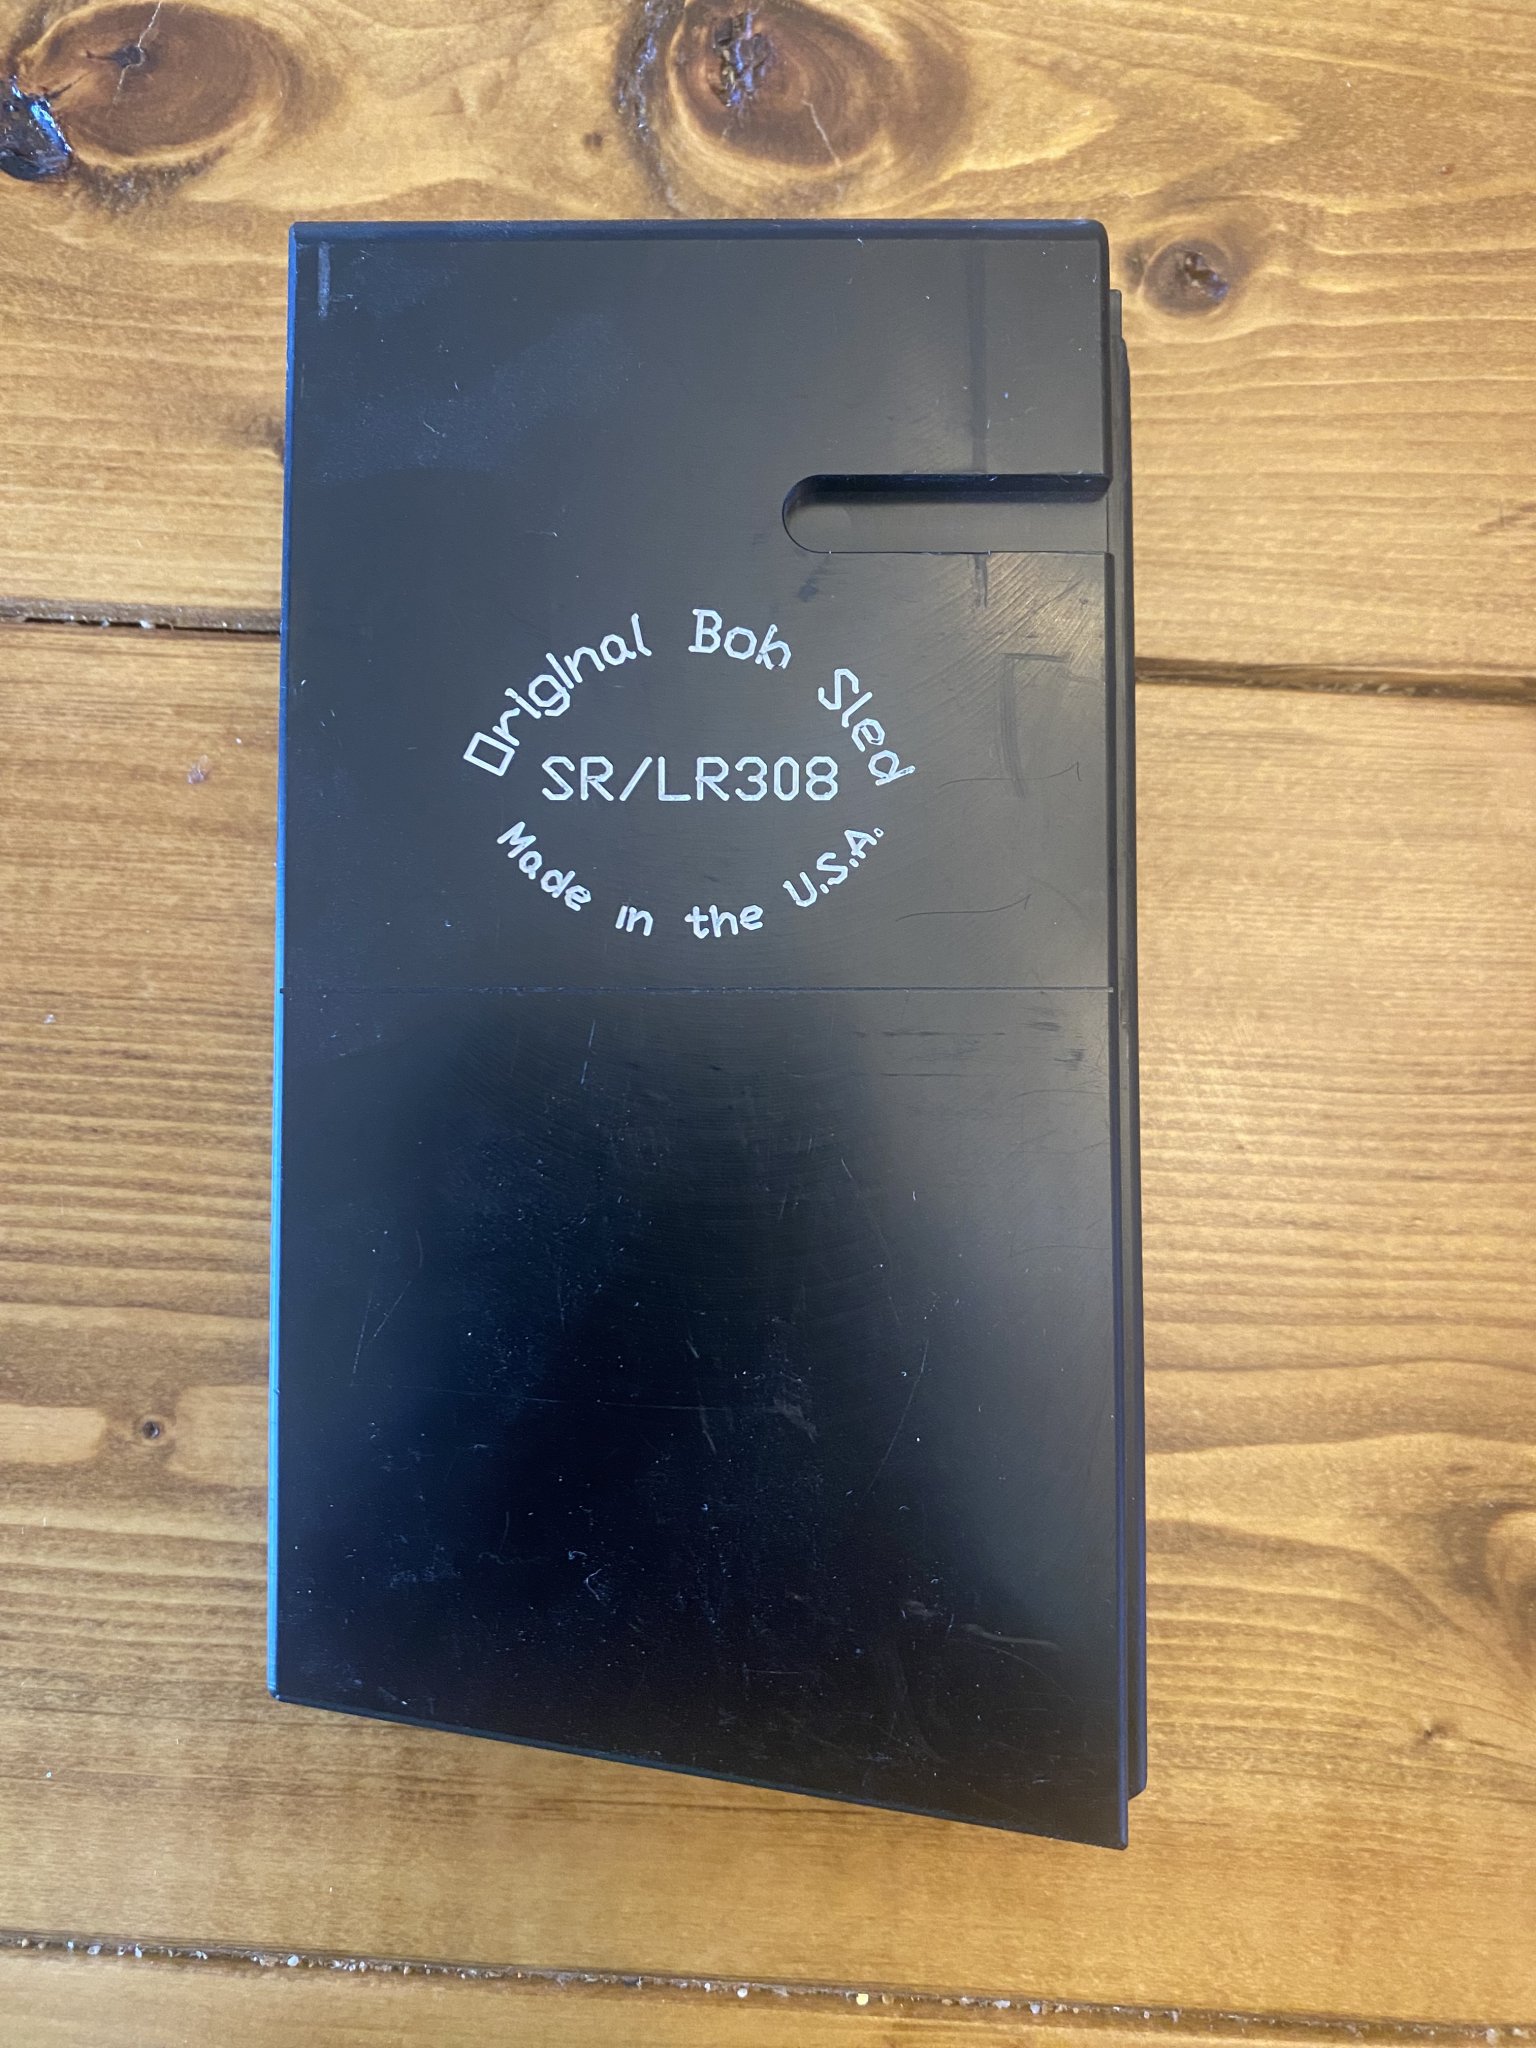 Original Bob Sled
SR/LR308
Made in the U.S.A.